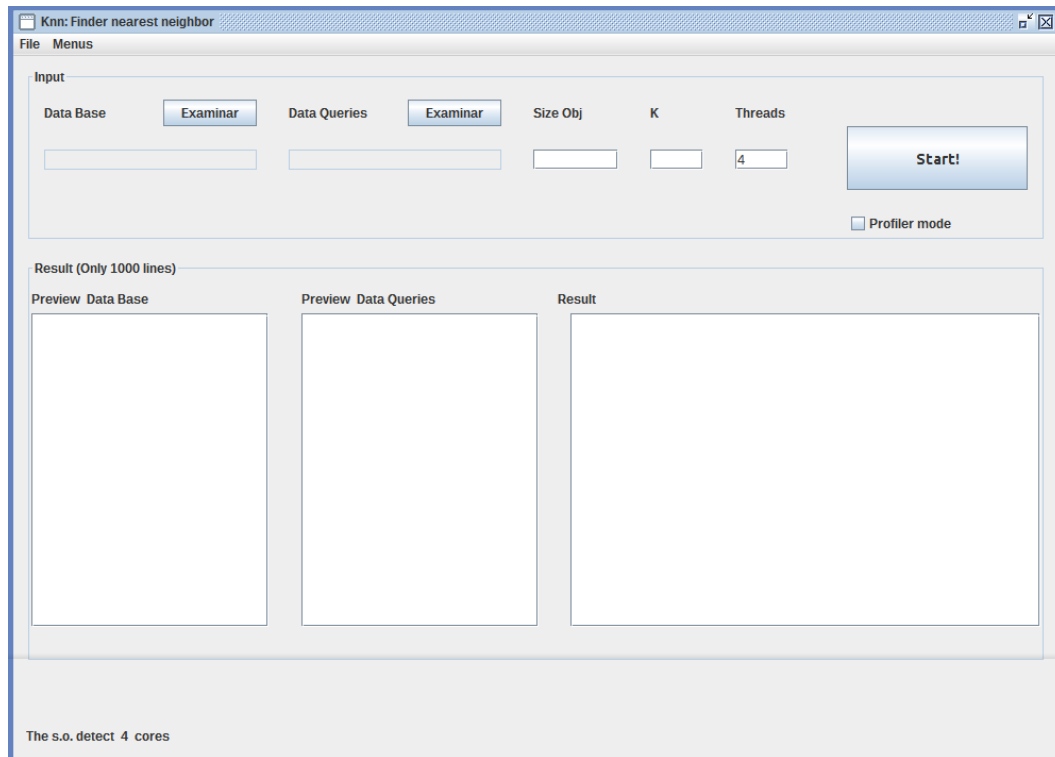 Knn: Finder nearest neighbor
File Menus
Input
Data Base Examinar Data Queries Examinar Size Obj K Threads
4
Start!
Profiler mode
Result (Only 1000 lines)
Preview Data Base Preview Data Queries Result
The s.o. detect 4 cores